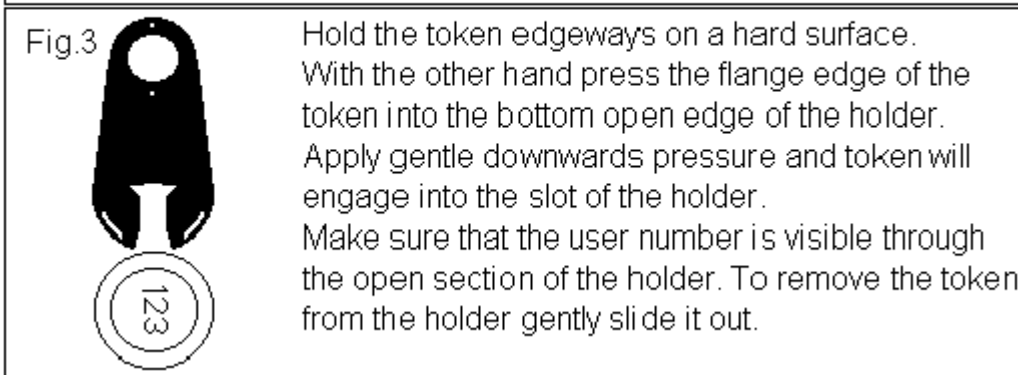 Fig.3
Hold the token edgeways on a hard surface.
With the other hand press the flange edge of the
token into the bottom open edge of the holder.
Apply gentle downwards pressure and token will
engage into the slot of the holder.
Make sure that the user number is visible through
the open section of the holder. To remove the token
from the holder gently slide it out.
123